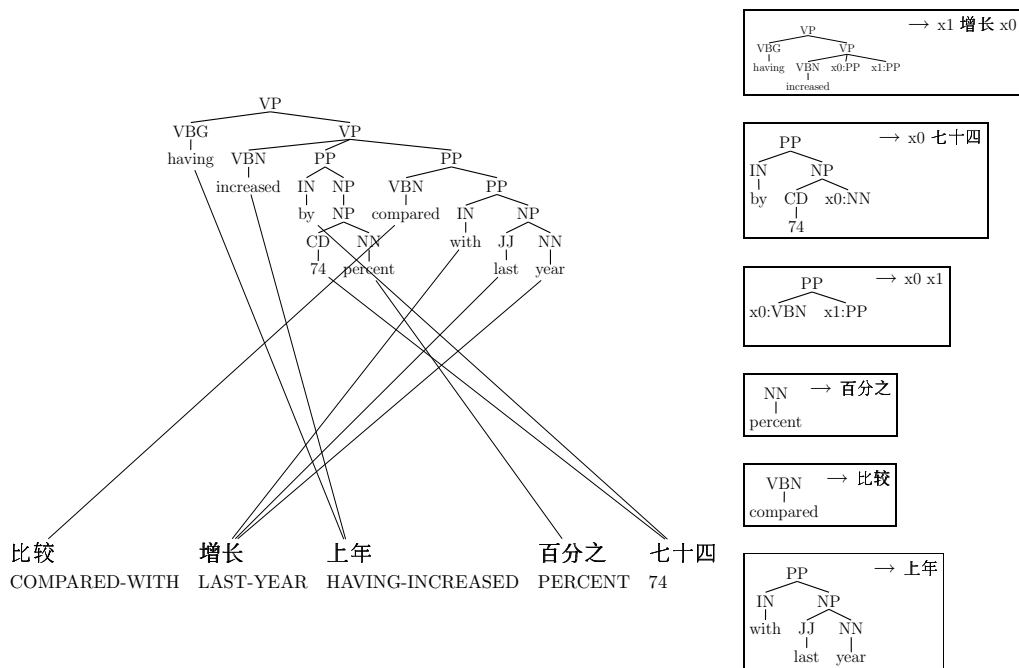 VP
VBG VP
having VBN PP PP
increased IN NP VBN PP
by NP compared IN NP
CD NN with JJ NN
74 percent last year
比较 增长 上年 百分之 七十四
COMPARED-WITH LAST-YEAR HAVING-INCREASED PERCENT 74
VP → x1 增长 x0
VBG VP
having VBN x0:PP x1:PP
increased
PP → x0 七十四
IN NP
by CD x0:NN
74
PP → x0 x1
x0:VBN x1:PP
NN → 百分之
percent
VBN → 比较
compared
PP → 上年
IN NP
with JJ NN
last year